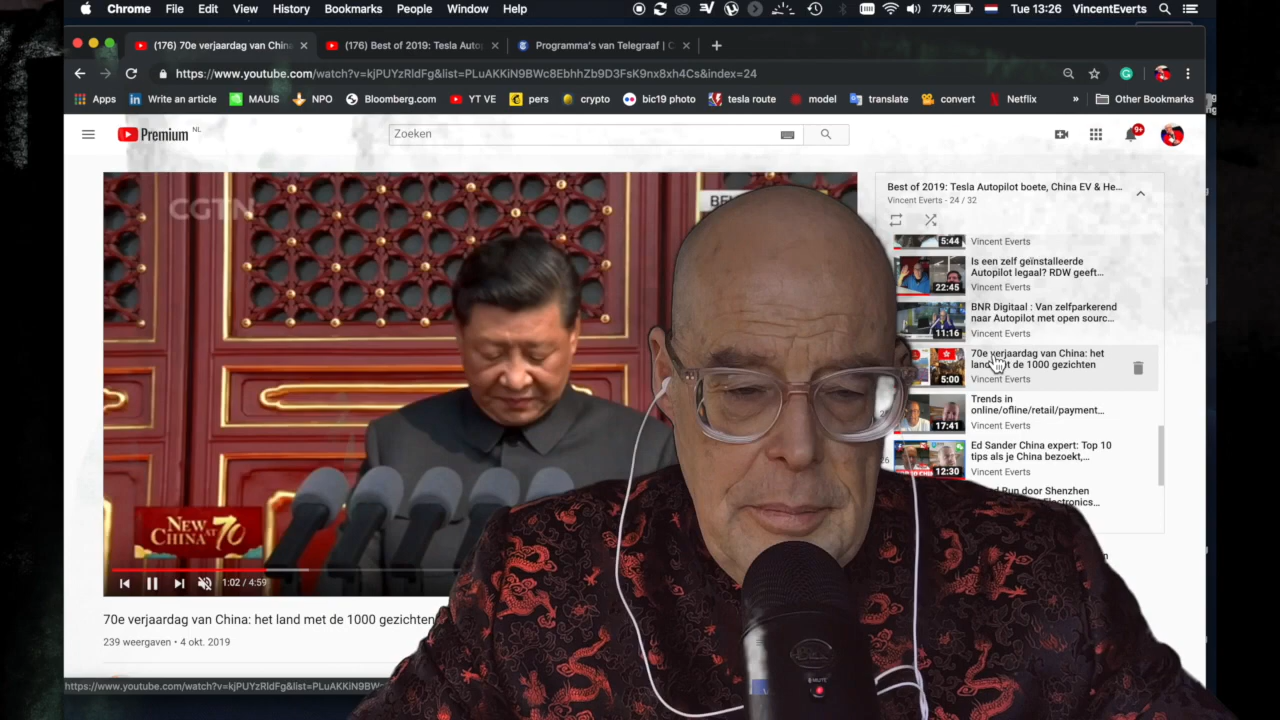 Chrome File Edit View History Bookmarks People Window Help 77% Tue 13:26 VincentEverts
(176) 70e verjaardag van Chin (176) Best of 2019: Tesla Auto Programma's van Telegraaf |
https://www.youtube.com/watch?v=kjPUYzRldFg&list=PLuAKKiN9BWc8EbhhZb9D3FsK9nx8xh4Cs&index=24
Apps Write an article MAUIS NPO Bloomberg.com YT VE pers crypto bic19 photo tesla route model translate convert Netflix » Other Bookmarks
Premium NL
Zoeken
9+
CGTN
NEW CHINA AT 70
1:02 / 4:59
70e verjaardag van China: het land met de 1000 gezichten
239 weergaven • 4 okt. 2019
https://www.youtube.com/watch?v=kjPUYzRldFg&list=PLuAKKiN9BW
Best of 2019: Tesla Autopilot boete, China EV & He...
Vincent Everts - 24 / 32
5:44
Vincent Everts
Is een zelf geïnstalleerde
Autopilot legaal? RDW geeft...
22:45
Vincent Everts
BNR Digitaal : Van zelfparkerend
naar Autopilot met open sourc...
11:16
Vincent Everts
70e verjaardag van China: het
de 1000 gezichten
5:00
Vincent Everts
Trends in
online/ofline/retail/payment...
17:41
Vincent Everts
Ed Sander China expert: Top 10
tips als je China bezoekt,...
12:30
Vincent Everts
Run door Shenzhen
MUTE